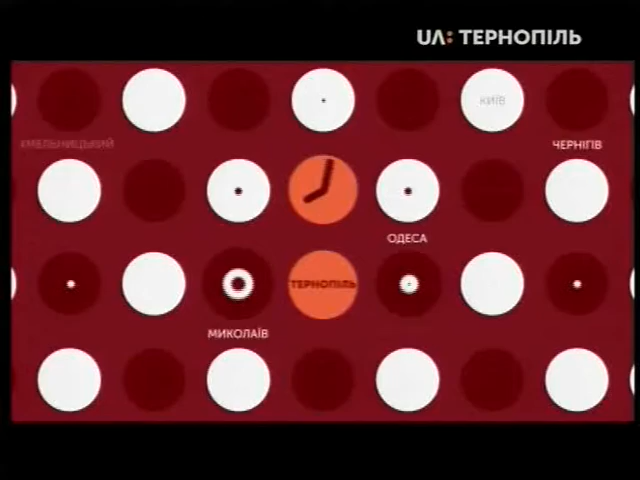 UA: ТЕРНОПІЛЬ
КИЇВ
ХМЕЛЬНИЦЬКИЙ
ЧЕРНІГІВ
ОДЕСА
ТЕРНОПІЛЬ
МИКОЛАЇВ